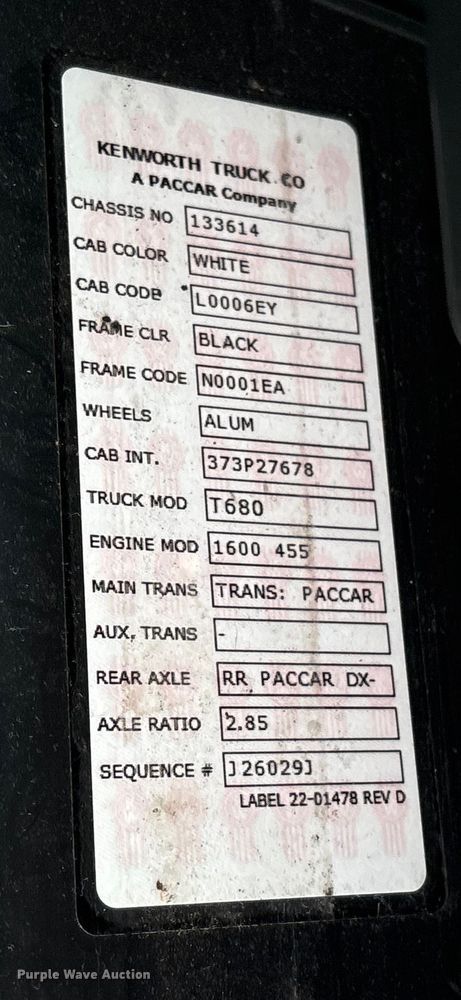 KENWORTH TRUCK CO
A PACCAR Company
CHASSIS NO 133614
CAB COLOR WHITE
CAB CODE L0006EY
FRAME CLR BLACK
FRAME CODE N0001EA
WHEELS ALUM
CAB INT. 373P27678
TRUCK MOD T680
ENGINE MOD 1600 455
MAIN TRANS TRANS: PACCAR
AUX. TRANS -
REAR AXLE RR PACCAR DX-
AXLE RATIO 2.85
SEQUENCE # J26029J
LABEL 22-01478 REV D
Purple Wave Auction